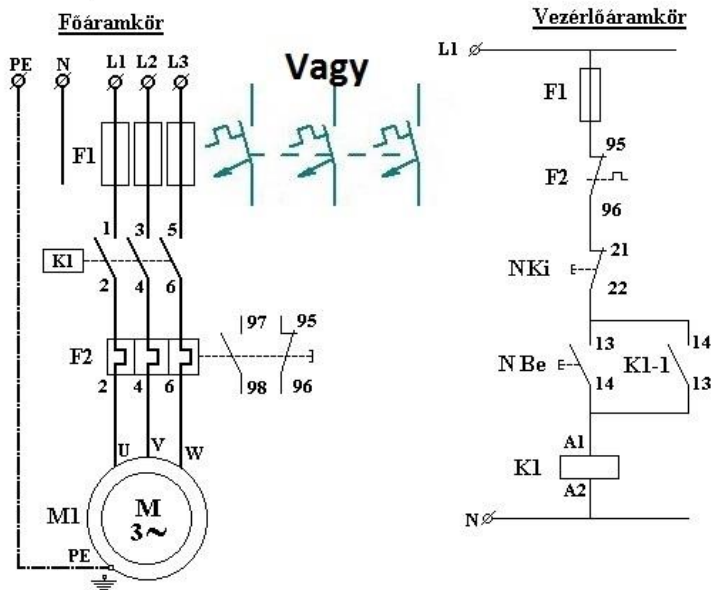 Főáramkör
PE N L1 L2 L3
Vagy
F1
1 3 5
K1
2 4 6
F2
97 95
2 4 6
98 96
U V W
M1
M
3~
PE
Vezérlőáramkör
L1
F1
95
F2
96
21
NKi
22
13 14
NBe K1-1
14 13
A1
K1
A2
N